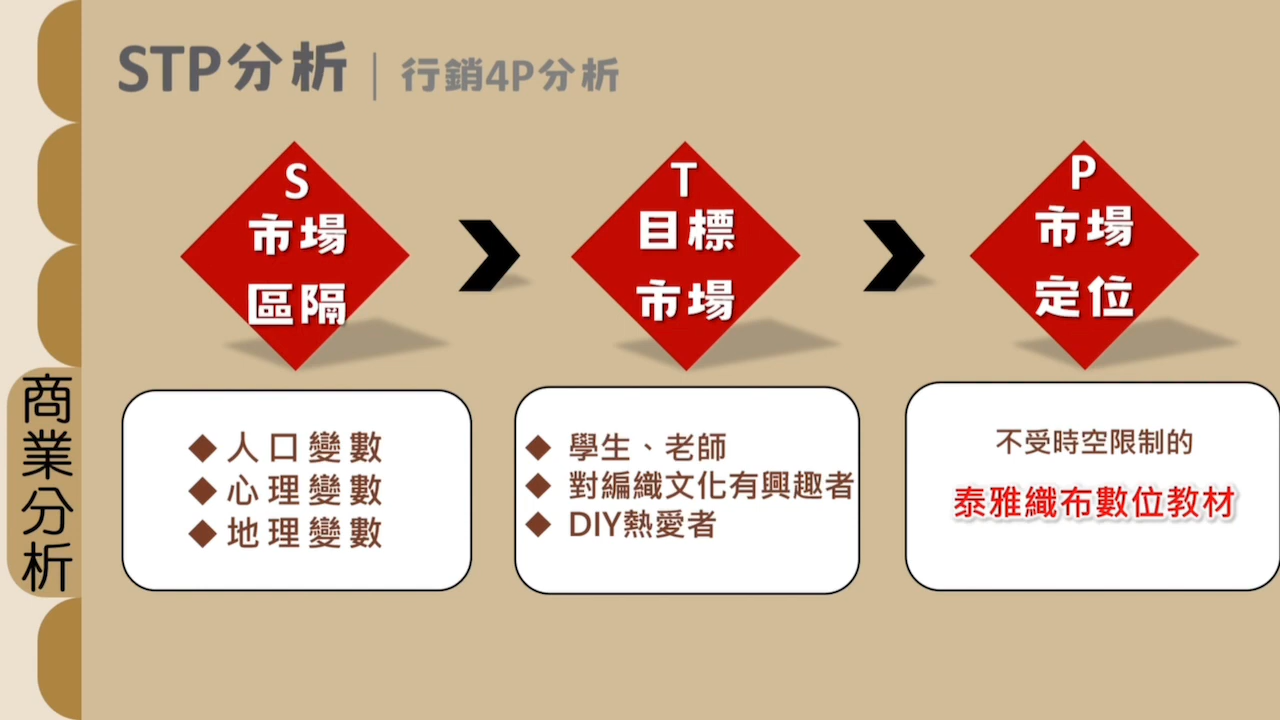 STP分析｜行銷4P分析
S
市場
區隔
T
目標
市場
P
市場
定位
商業分析
◆人口變數
◆心理變數
◆地理變數
◆ 學生、老師
◆ 對編織文化有興趣者
◆ DIY熱愛者
不受時空限制的
泰雅織布數位教材